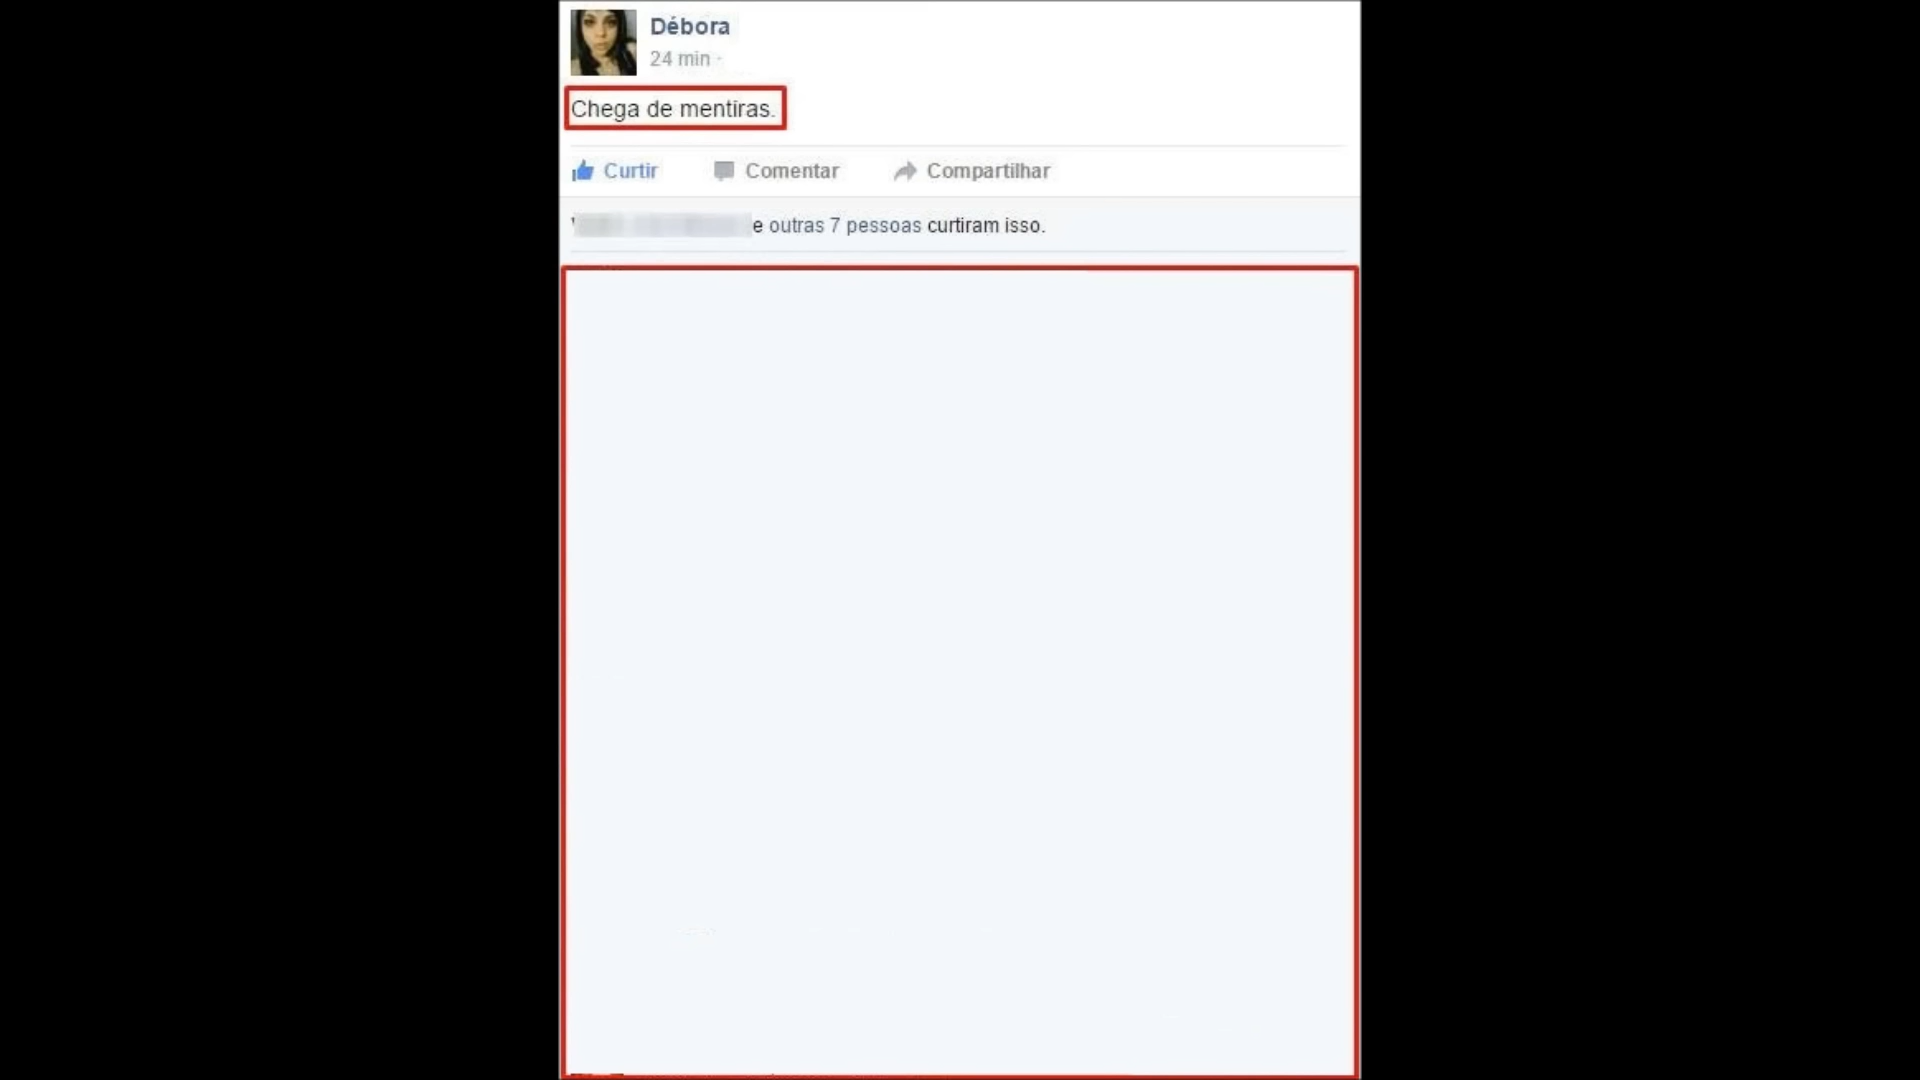 Débora
24 min ·
Chega de mentiras.
Curtir Comentar Compartilhar
e outras 7 pessoas curtiram isso.